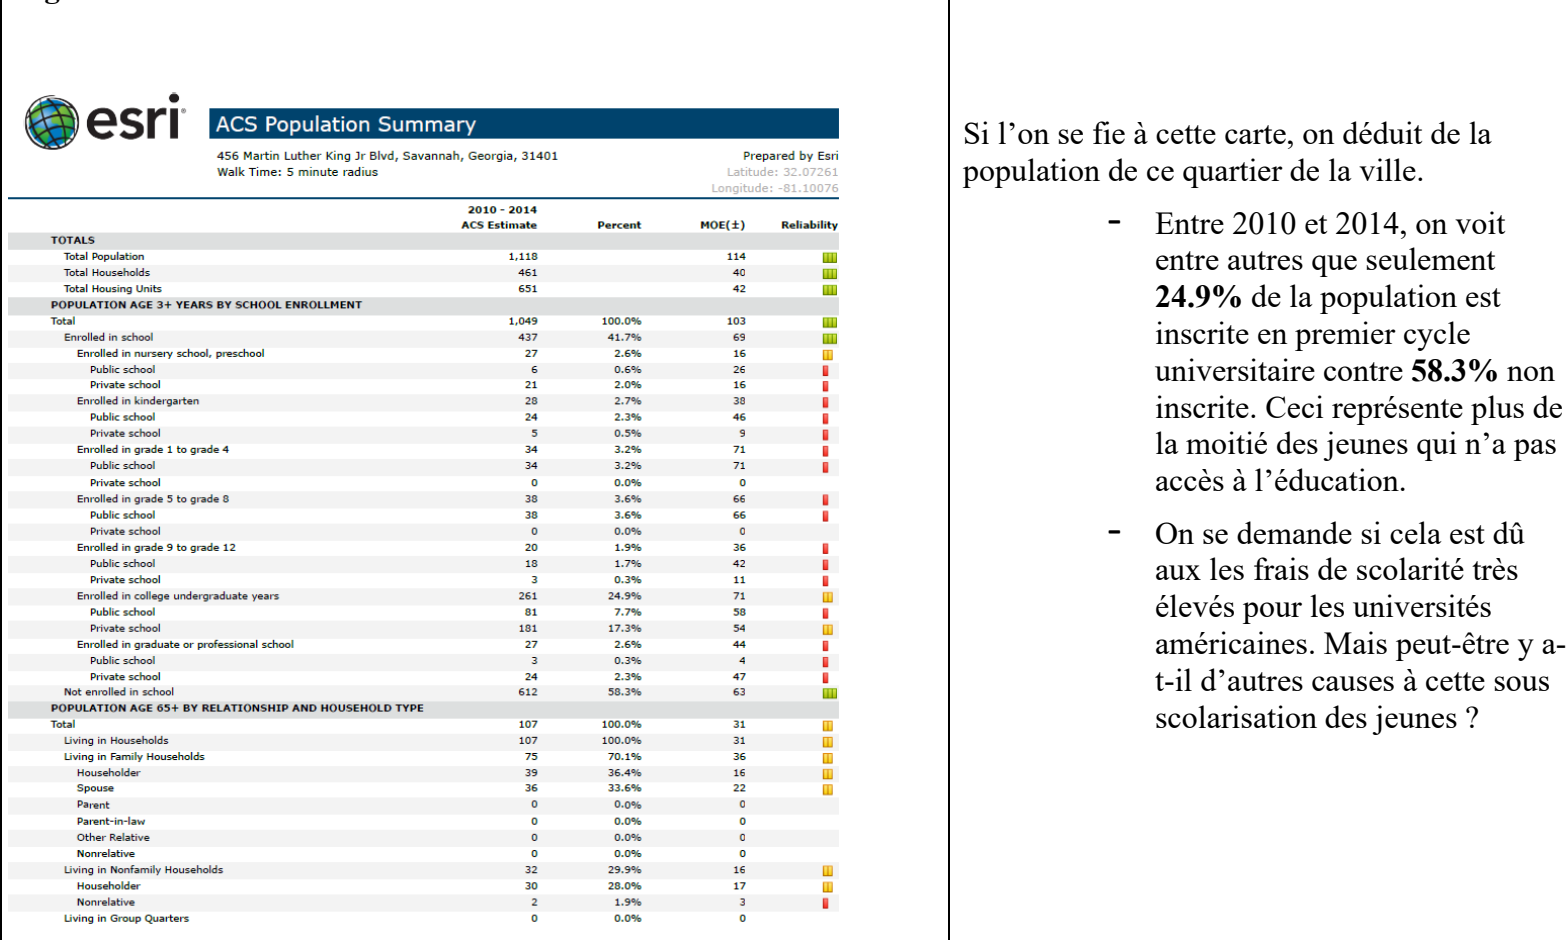 esri
ACS Population Summary
456 Martin Luther King Jr Blvd, Savannah, Georgia, 31401 Prepared by Esri
Walk Time: 5 minute radius Latitude: 32.07261
Longitude: -81.10076
2010 - 2014
ACS Estimate Percent MOE(±) Reliability
TOTALS
Total Population 1,118 114
Total Households 461 40
Total Housing Units 651 42
POPULATION AGE 3+ YEARS BY SCHOOL ENROLLMENT
Total 1,049 100.0% 103
Enrolled in school 437 41.7% 69
Enrolled in nursery school, preschool 27 2.6% 16
Public school 6 0.6% 26
Private school 21 2.0% 16
Enrolled in kindergarten 28 2.7% 38
Public school 24 2.3% 46
Private school 5 0.5% 9
Enrolled in grade 1 to grade 4 34 3.2% 71
Public school 34 3.2% 71
Private school 0 0.0% 0
Enrolled in grade 5 to grade 8 38 3.6% 66
Public school 38 3.6% 66
Private school 0 0.0% 0
Enrolled in grade 9 to grade 12 20 1.9% 36
Public school 18 1.7% 42
Private school 3 0.3% 11
Enrolled in college undergraduate years 261 24.9% 71
Public school 81 7.7% 58
Private school 181 17.3% 54
Enrolled in graduate or professional school 27 2.6% 44
Public school 3 0.3% 4
Private school 24 2.3% 47
Not enrolled in school 612 58.3% 63
POPULATION AGE 65+ BY RELATIONSHIP AND HOUSEHOLD TYPE
Total 107 100.0% 31
Living in Households 107 100.0% 31
Living in Family Households 75 70.1% 36
Householder 39 36.4% 16
Spouse 36 33.6% 22
Parent 0 0.0% 0
Parent-in-law 0 0.0% 0
Other Relative 0 0.0% 0
Nonrelative 0 0.0% 0
Living in Nonfamily Households 32 29.9% 16
Householder 30 28.0% 17
Nonrelative 2 1.9% 3
Living in Group Quarters 0 0.0% 0
Si l’on se fie à cette carte, on déduit de la
population de ce quartier de la ville.
- Entre 2010 et 2014, on voit
entre autres que seulement
24.9% de la population est
inscrite en premier cycle
universitaire contre 58.3% non
inscrite. Ceci représente plus de
la moitié des jeunes qui n’a pas
accès à l’éducation.
- On se demande si cela est dû
aux les frais de scolarité très
élevés pour les universités
américaines. Mais peut-être y a-
t-il d’autres causes à cette sous
scolarisation des jeunes ?